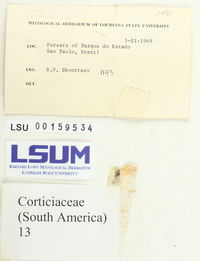 MYCOLOGICAL HERBARIUM OF LOUISIANA STATE UNIVERSITY
3-XI-1969
LOC. Forests of Parque do Estado
Sao Paulo, Brazil
LEG. B.V. Skvortzov 1193
DET.
LSU 00159534
LSUM
BERNARD LOWY MYCOLOGICAL HERBARIUM
LOUISIANA STATE UNIVERSITY
Corticiaceae
(South America)
13